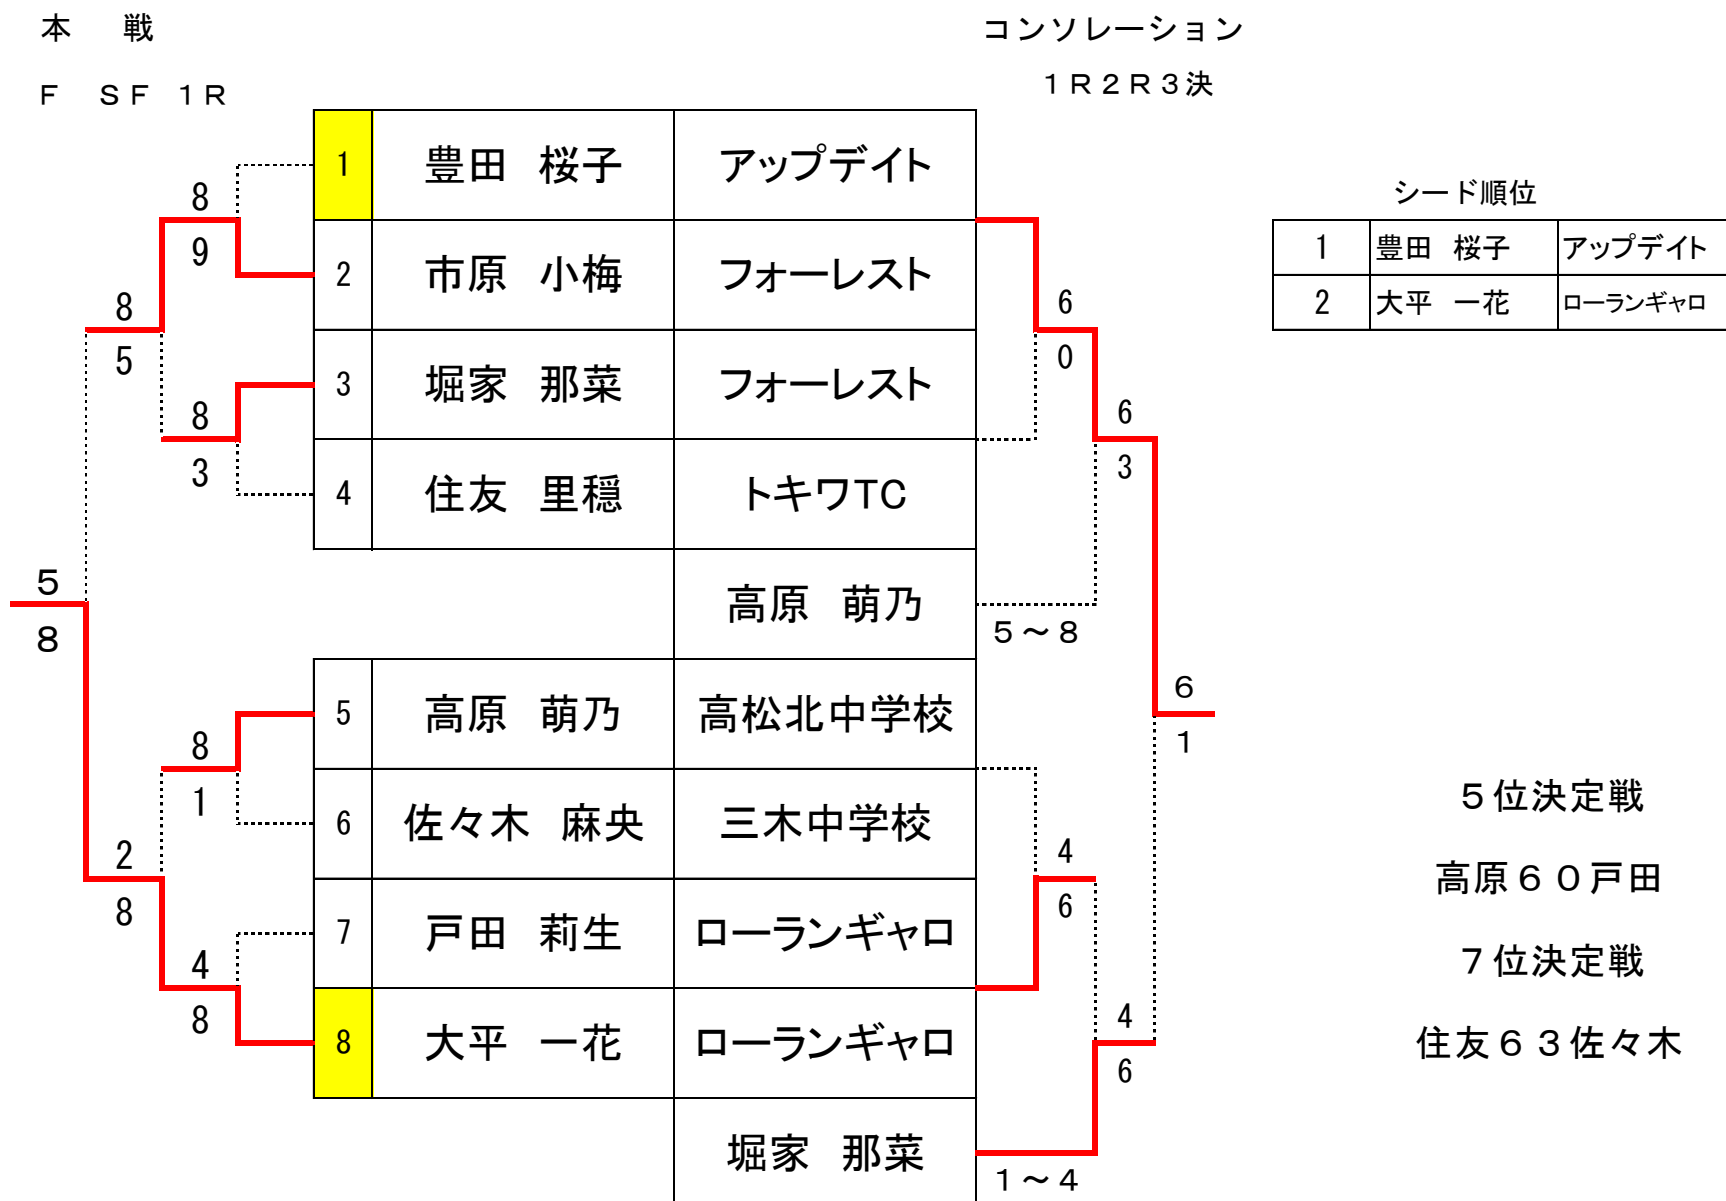 本　戦
コンソレーション
Ｆ　ＳＦ　１Ｒ
１Ｒ２Ｒ３決
1 豊田　桜子 アップデイト
8
9
2 市原　小梅 フォーレスト
8
5
3 堀家　那菜 フォーレスト
8
3
4 住友　里穏 トキワTC
6
0
6
3
シード順位
1 豊田　桜子 アップデイト
2 大平　一花 ローランギャロ
5
8
高原　萌乃
５～８
5 高原　萌乃 高松北中学校
8
1
6 佐々木　麻央 三木中学校
2
8
7 戸田　莉生 ローランギャロ
4
8
8 大平　一花 ローランギャロ
4
6
6
1
4
6
堀家　那菜
１～４
５位決定戦
高原６０戸田
７位決定戦
住友６３佐々木